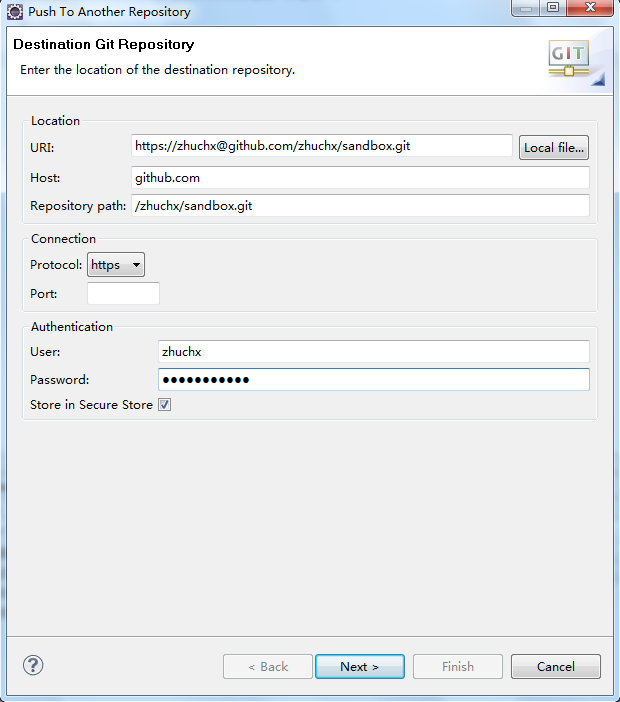 Push To Another Repository
Destination Git Repository
Enter the location of the destination repository.
GIT
Location
URI: https://zhuchx@github.com/zhuchx/sandbox.git Local file...
Host: github.com
Repository path: /zhuchx/sandbox.git
Connection
Protocol: https
Port:
Authentication
User: zhuchx
Password: ●●●●●●●●●●●
Store in Secure Store
? < Back Next > Finish Cancel